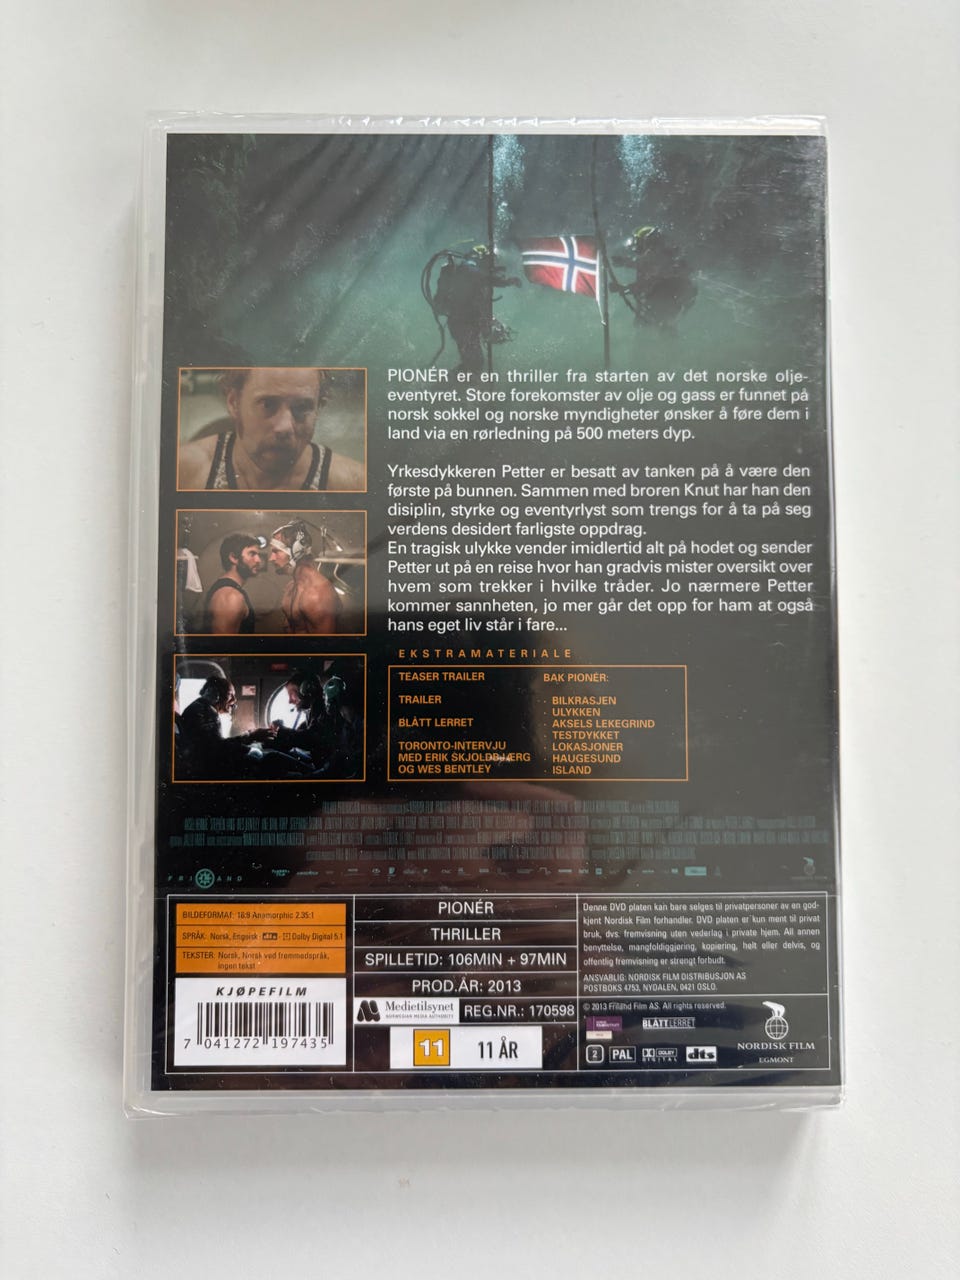 PIONÉR er en thriller fra starten av det norske olje-
eventyret. Store forekomster av olje og gass er funnet på
norsk sokkel og norske myndigheter ønsker å føre dem i
land via en rørledning på 500 meters dyp.
Yrkesdykkeren Petter er besatt av tanken på å være den
første på bunnen. Sammen med broren Knut har han den
disiplin, styrke og eventyrlyst som trengs for å ta på seg
verdens desidert farligste oppdrag.
En tragisk ulykke vender imidlertid alt på hodet og sender
Petter ut på en reise hvor han gradvis mister oversikt over
hvem som trekker i hvilke tråder. Jo nærmere Petter
kommer sannheten, jo mer går det opp for ham at også
hans eget liv står i fare...
EKSTRAMATERIALE
TEASER TRAILER
TRAILER
BLÅTT LERRET
TORONTO-INTERVJU
MED ERIK SKJOLDBJÆRG
OG WES BENTLEY
BAK PIONÉR:
· BILKRASJEN
· ULYKKEN
· AKSELS LEKEGRIND
· TESTDYKKET
· LOKASJONER
· HAUGESUND
· ISLAND
FRILAND
BILDEFORMAT: 16:9 Anamorphic 2.35:1
SPRÅK: Norsk, Engelsk - dts - Dolby Digital 5.1
TEKSTER: Norsk, Norsk ved fremmedspråk,
ingen tekst
KJØPEFILM
7 041272 197435
PIONÉR
THRILLER
SPILLETID: 106MIN + 97MIN
PROD.ÅR: 2013
Medietilsynet
NORWEGIAN MEDIA AUTHORITY
REG.NR.: 170598
11
11 ÅR
Denne DVD platen kan bare selges til privatpersoner av en god-
kjent Nordisk Film forhandler. DVD platen er kun ment til privat
bruk, dvs. fremvisning uten vederlag i private hjem. All annen
benyttelse, mangfoldiggjøring, kopiering, helt eller delvis, og
offentlig fremvisning er strengt forbudt.
ANSVARLIG: NORDISK FILM DISTRIBUSJON AS
POSTBOKS 4753, NYDALEN, 0421 OSLO.
© 2013 Friland Film AS. All rights reserved.
BLÅTT LERRET
2
PAL
DOLBY
DIGITAL
dts
NORDISK FILM
EGMONT